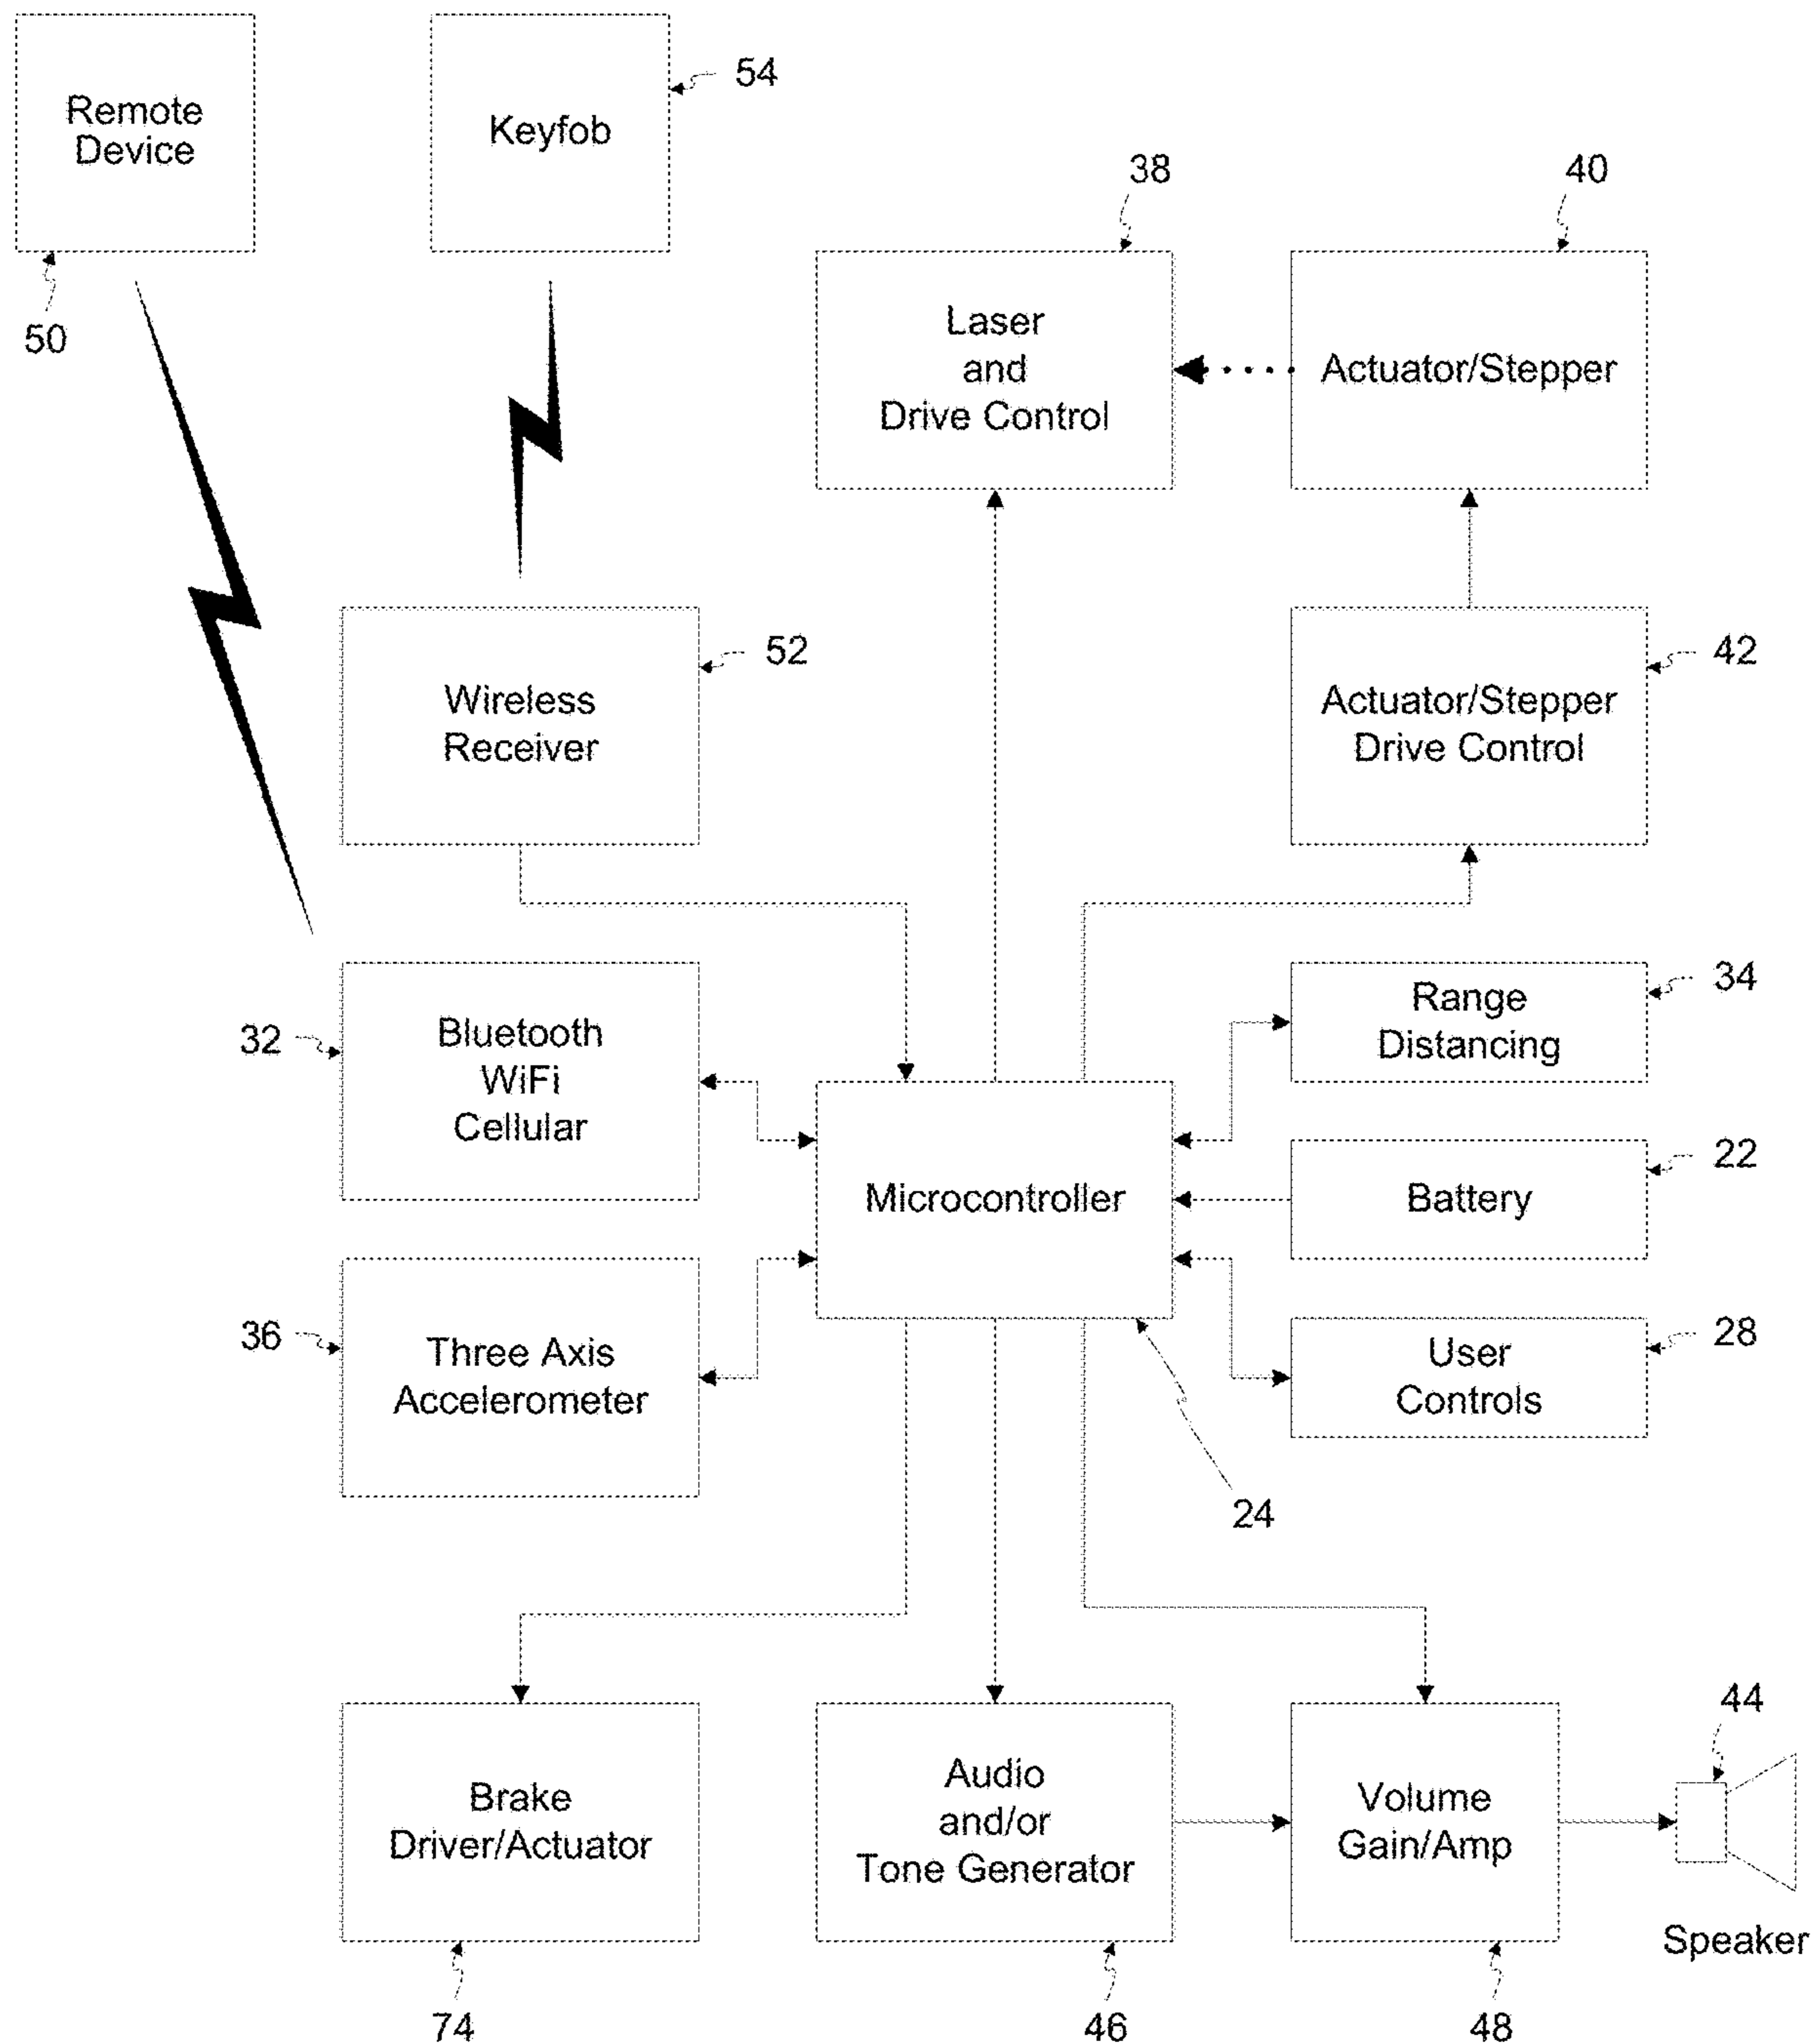 Remote
Device
50
Keyfob
54
38
Laser
and
Drive Control
40
Actuator/Stepper
52
Wireless
Receiver
42
Actuator/Stepper
Drive Control
32
Bluetooth
WiFi
Cellular
34
Range
Distancing
Microcontroller
22
Battery
36
Three Axis
Accelerometer
28
User
Controls
24
Brake
Driver/Actuator
74
Audio
and/or
Tone Generator
46
Volume
Gain/Amp
48
44
Speaker